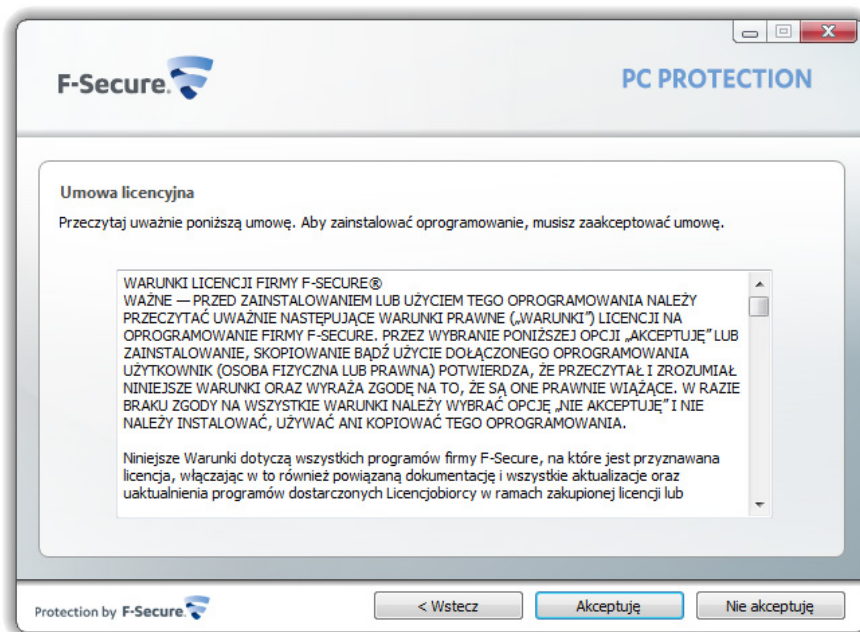 F-Secure.
PC PROTECTION
Umowa licencyjna
Przeczytaj uważnie poniższą umowę. Aby zainstalować oprogramowanie, musisz zaakceptować umowę.
WARUNKI LICENCJI FIRMY F-SECURE®
WAŻNE — PRZED ZAINSTALOWANIEM LUB UŻYCIEM TEGO OPROGRAMOWANIA NALEŻY
PRZECZYTAĆ UWAŻNIE NASTĘPUJĄCE WARUNKI PRAWNE („WARUNKI”) LICENCJI NA
OPROGRAMOWANIE FIRMY F-SECURE. PRZEZ WYBRANIE PONIŻSZEJ OPCJI „AKCEPTUJĘ” LUB
ZAINSTALOWANIE, SKOPIOWANIE BĄDŹ UŻYCIE DOŁĄCZONEGO OPROGRAMOWANIA
UŻYTKOWNIK (OSOBA FIZYCZNA LUB PRAWNA) POTWIERDZA, ŻE PRZECZYTAŁ I ZROZUMIAŁ
NINIEJSZE WARUNKI ORAZ WYRAŻA ZGODĘ NA TO, ŻE SĄ ONE PRAWNIE WIĄŻĄCE. W RAZIE
BRAKU ZGODY NA WSZYSTKIE WARUNKI NALEŻY WYBRAĆ OPCJĘ „NIE AKCEPTUJĘ” I NIE
NALEŻY INSTALOWAĆ, UŻYWAĆ ANI KOPIOWAĆ TEGO OPROGRAMOWANIA.
Niniejsze Warunki dotyczą wszystkich programów firmy F-Secure, na które jest przyznawana
licencja, włączając w to również powiązaną dokumentację i wszystkie aktualizacje oraz
uaktualnienia programów dostarczonych Licencjobiorcy w ramach zakupionej licencji lub
Protection by F-Secure.
< Wstecz
Akceptuję
Nie akceptuję